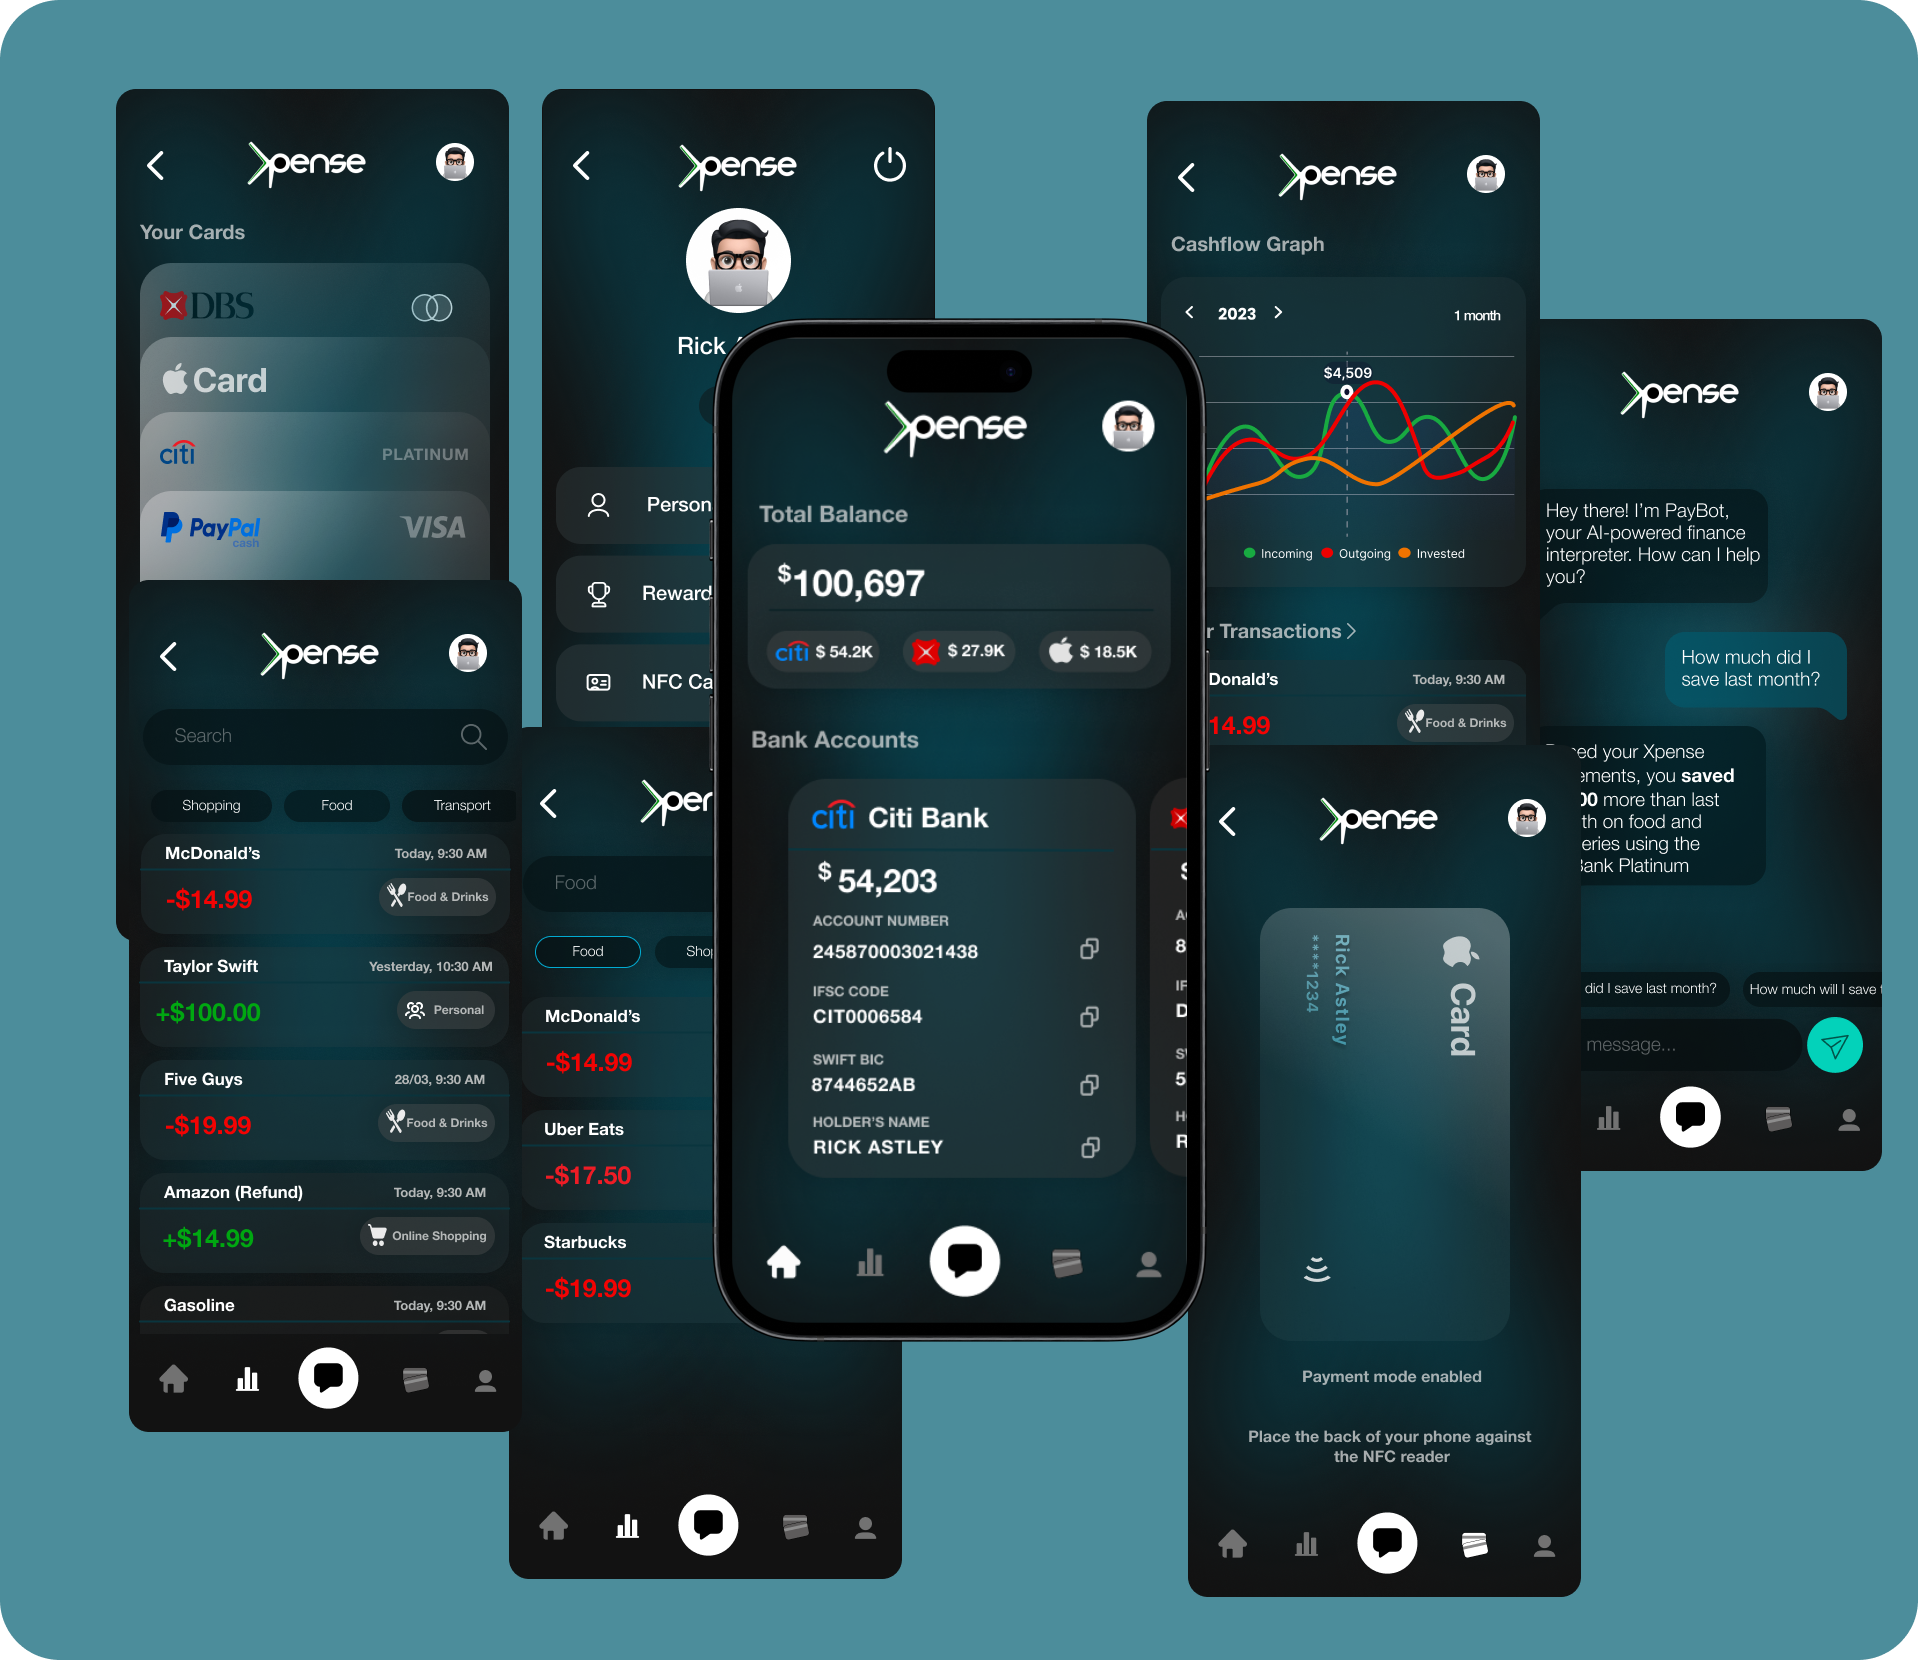 Xpense
Your Cards
DBS
Card
citi
PLATINUM
PayPal
cash
VISA
Xpense
Search
Shopping
Food
Transport
McDonald's
Today, 9:30 AM
-$14.99
Food & Drinks
Taylor Swift
Yesterday, 10:30 AM
+$100.00
Personal
Five Guys
28/03, 9:30 AM
-$19.99
Food & Drinks
Amazon (Refund)
Today, 9:30 AM
+$14.99
Online Shopping
Gasoline
Today, 9:30 AM
Xpense
Rick
Person
Reward
NFC Ca
Xper
Food
Food
Shop
McDonald's
-$14.99
Uber Eats
-$17.50
Starbucks
-$19.99
Xpense
Total Balance
$100,697
citi $ 54.2K
$ 27.9K
$ 18.5K
Bank Accounts
citi Citi Bank
$ 54,203
ACCOUNT NUMBER
245870003021438
IFSC CODE
CIT0006584
SWIFT BIC
8744652AB
HOLDER'S NAME
RICK ASTLEY
Xpense
Cashflow Graph
2023
1 month
$4,509
Incoming
Outgoing
Invested
r Transactions
Donald's
Today, 9:30 AM
14.99
Food & Drinks
Xpense
Card
Rick Astley
****1234
Payment mode enabled
Place the back of your phone against
the NFC reader
Xpense
Hey there! I'm PayBot,
your AI-powered finance
interpreter. How can I help
you?
How much did I
save last month?
ed your Xpense
ements, you saved
00 more than last
th on food and
eries using the
Bank Platinum
did I save last month?
How much will I save
message...